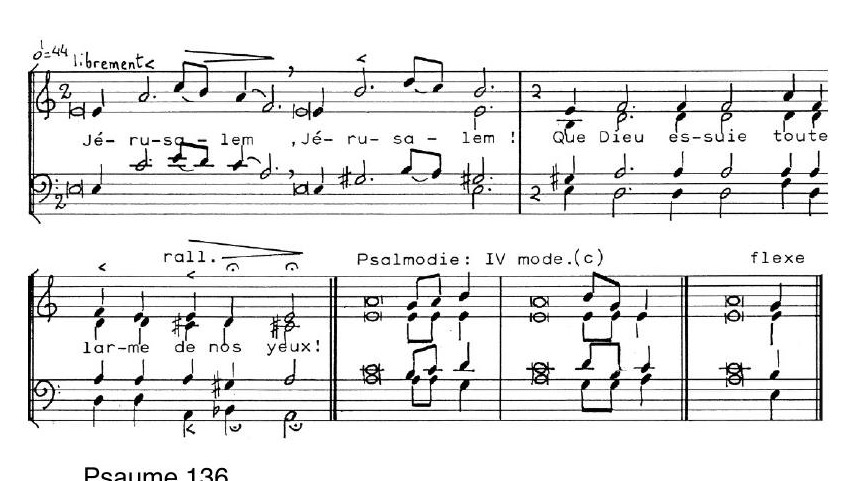 ♩=44 librement
Jé- ru-sa - lem , Jé- ru- sa - lem ! Que Dieu es-suie toute
rall.
Psalmodie: IV mode.(c) flexe
lar-me de nos yeux!
Psaume 136